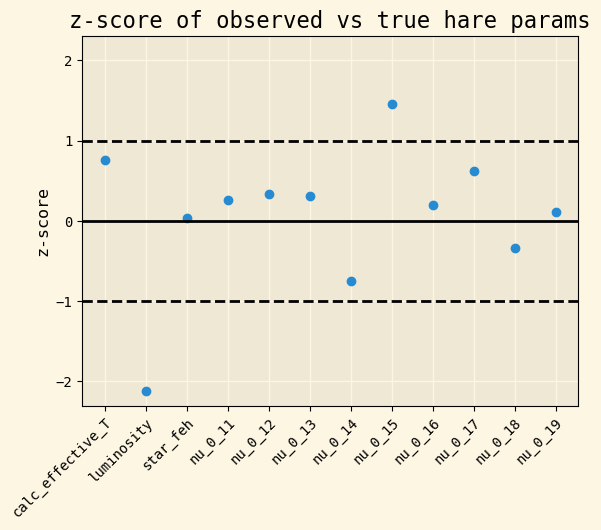 z-score of observed vs true hare params
z-score
2
1
0
−1
−2
calc_effective_T
luminosity
star_feh
nu_0_11
nu_0_12
nu_0_13
nu_0_14
nu_0_15
nu_0_16
nu_0_17
nu_0_18
nu_0_19